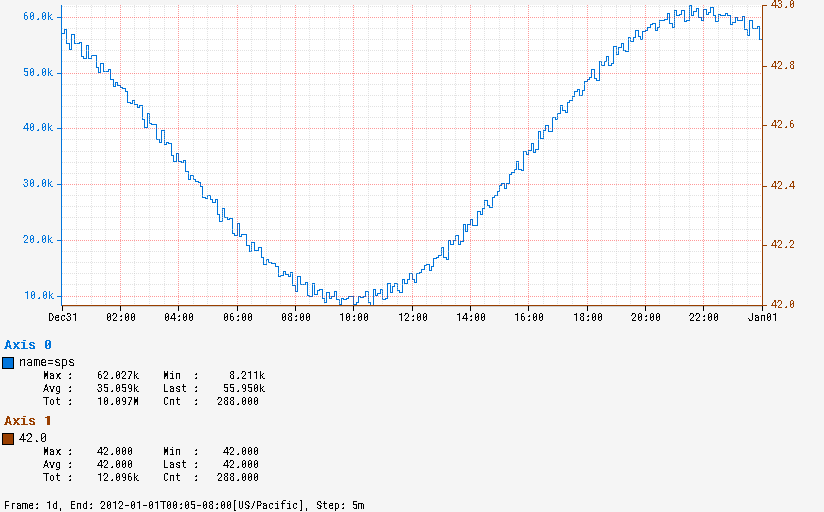 60.0k
50.0k
40.0k
30.0k
20.0k
10.0k
43.0
42.8
42.6
42.4
42.2
42.0
Dec31 02:00 04:00 06:00 08:00 10:00 12:00 14:00 16:00 18:00 20:00 22:00 Jan01
Axis 0
name=sps
Max : 62.027k Min : 8.211k
Avg : 35.059k Last : 55.950k
Tot : 10.097M Cnt : 288.000
Axis 1
42.0
Max : 42.000 Min : 42.000
Avg : 42.000 Last : 42.000
Tot : 12.096k Cnt : 288.000
Frame: 1d, End: 2012-01-01T00:05-08:00[US/Pacific], Step: 5m